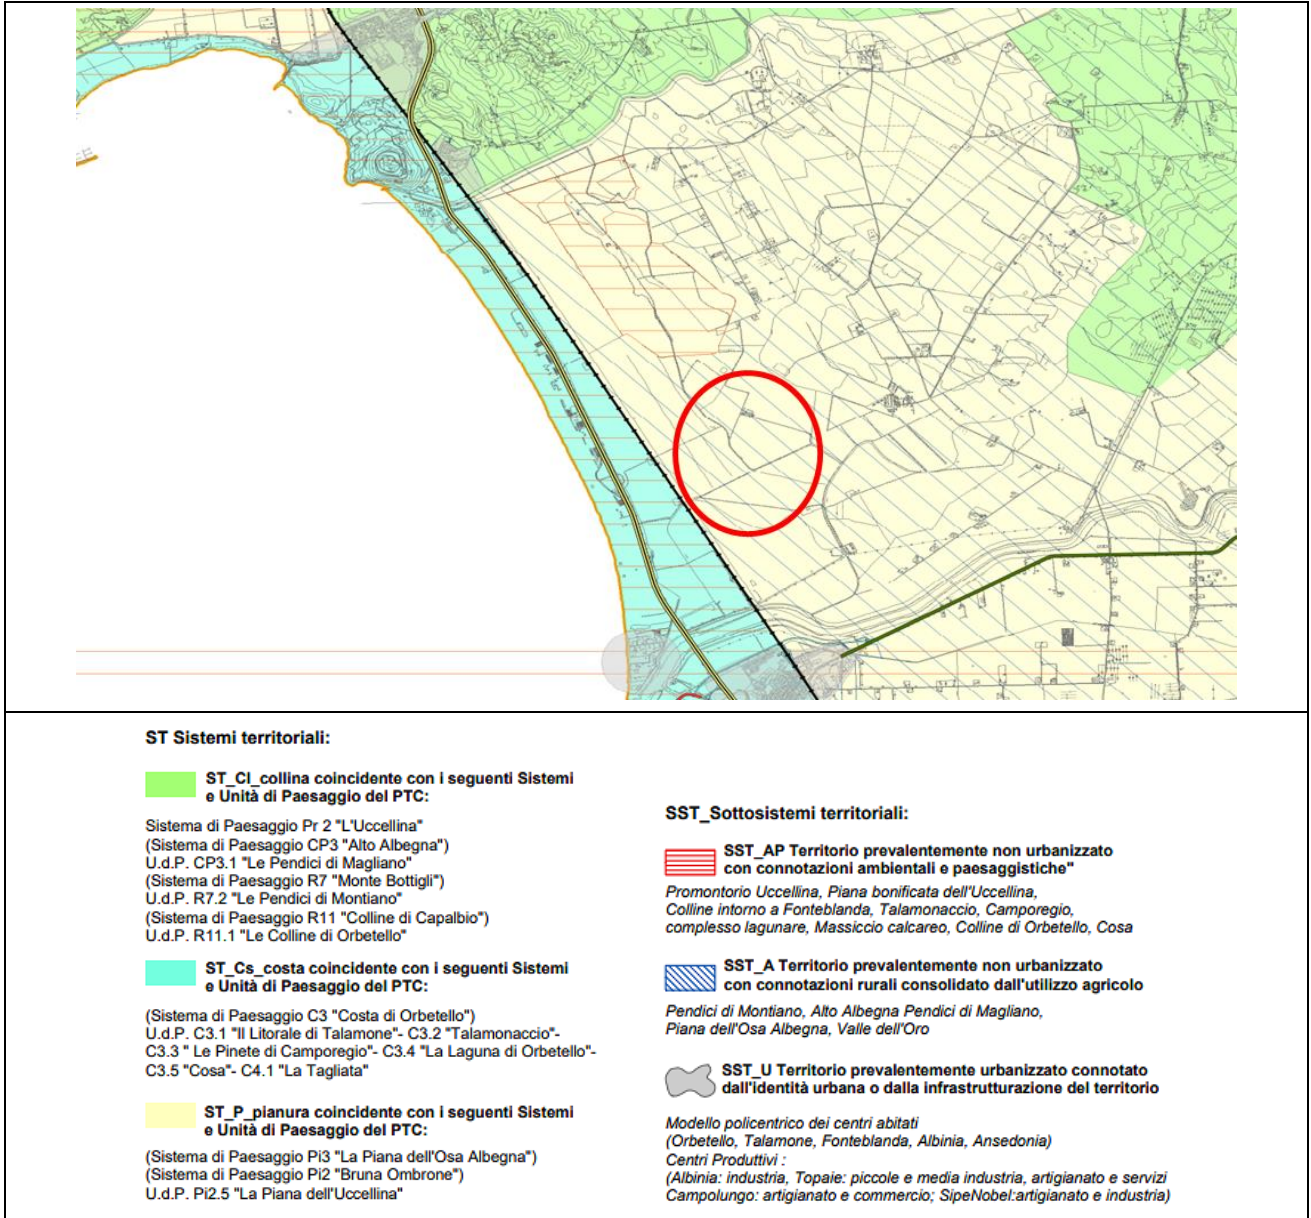 ST Sistemi territoriali:
ST_Cl_collina coincidente con i seguenti Sistemi
e Unità di Paesaggio del PTC:
Sistema di Paesaggio Pr 2 "L'Uccellina"
(Sistema di Paesaggio CP3 "Alto Albegna")
U.d.P. CP3.1 "Le Pendici di Magliano"
(Sistema di Paesaggio R7 "Monte Bottigli")
U.d.P. R7.2 "Le Pendici di Montiano"
(Sistema di Paesaggio R11 "Colline di Capalbio")
U.d.P. R11.1 "Le Colline di Orbetello"
ST_Cs_costa coincidente con i seguenti Sistemi
e Unità di Paesaggio del PTC:
(Sistema di Paesaggio C3 "Costa di Orbetello")
U.d.P. C3.1 "Il Litorale di Talamone"- C3.2 "Talamonaccio"-
C3.3 " Le Pinete di Camporegio"- C3.4 "La Laguna di Orbetello"-
C3.5 "Cosa"- C4.1 "La Tagliata"
ST_P_pianura coincidente con i seguenti Sistemi
e Unità di Paesaggio del PTC:
(Sistema di Paesaggio Pi3 "La Piana dell'Osa Albegna")
(Sistema di Paesaggio Pi2 "Bruna Ombrone")
U.d.P. Pi2.5 "La Piana dell'Uccellina"
SST_Sottosistemi territoriali:
SST_AP Territorio prevalentemente non urbanizzato
con connotazioni ambientali e paesaggistiche"
Promontorio Uccellina, Piana bonificata dell'Uccellina,
Colline intorno a Fonteblanda, Talamonaccio, Camporegio,
complesso lagunare, Massiccio calcareo, Colline di Orbetello, Cosa
SST_A Territorio prevalentemente non urbanizzato
con connotazioni rurali consolidato dall'utilizzo agricolo
Pendici di Montiano, Alto Albegna Pendici di Magliano,
Piana dell'Osa Albegna, Valle dell'Oro
SST_U Territorio prevalentemente urbanizzato connotato
dall'identità urbana o dalla infrastrutturazione del territorio
Modello policentrico dei centri abitati
(Orbetello, Talamone, Fonteblanda, Albinia, Ansedonia)
Centri Produttivi :
(Albinia: industria, Topaie: piccole e media industria, artigianato e servizi
Campolungo: artigianato e commercio; SipeNobel:artigianato e industria)